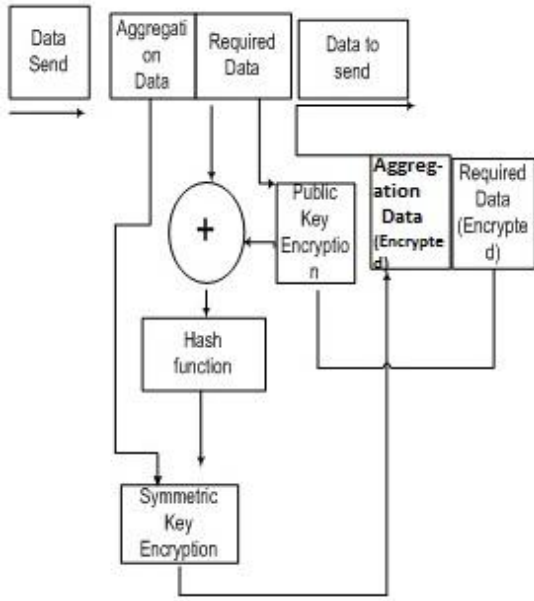 Data
Send
Aggregati
on
Data
Required
Data
Data to
send
Aggreg-
ation
Data
(Encrypte
d)
Required
Data
(Encrypte
d)
Public
Key
Encryptio
n
+
Hash
function
Symmetric
Key
Encryption